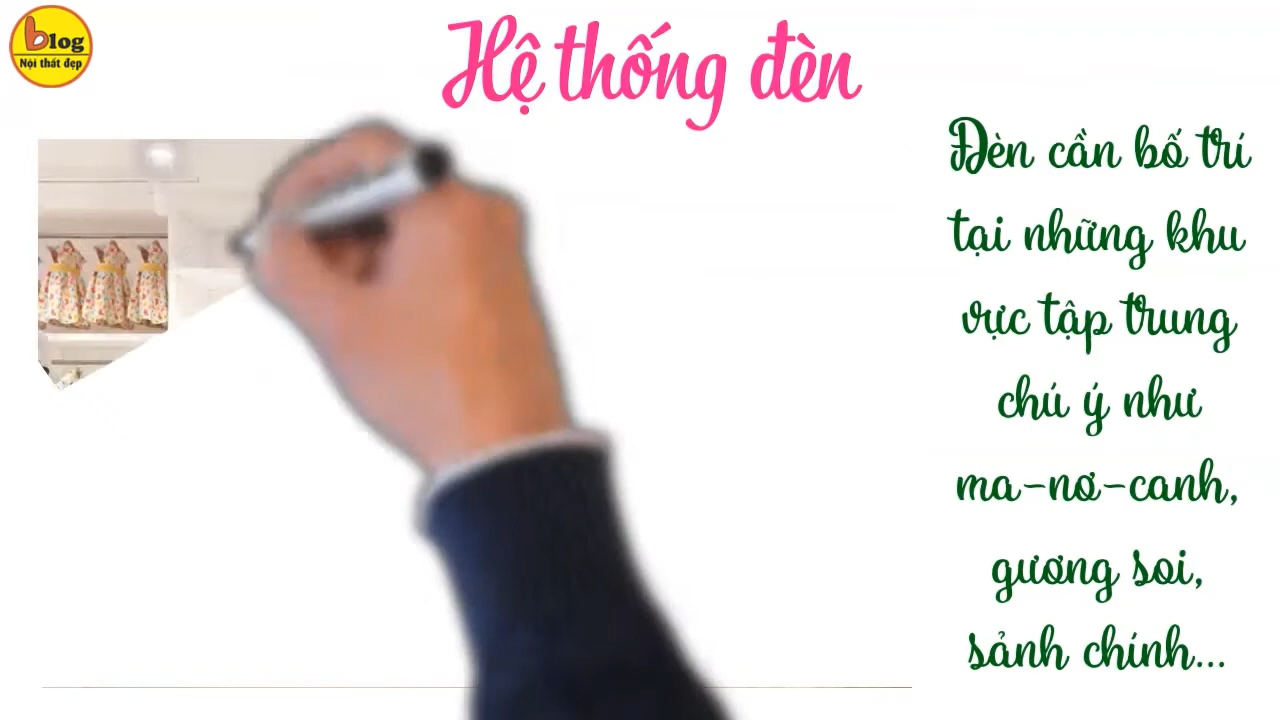 blog
Nội thất đẹp
Hệ thống đèn
Đèn cần bố trí
tại những khu
vực tập trung
chú ý như
ma-nơ-canh,
gương soi,
sảnh chính...